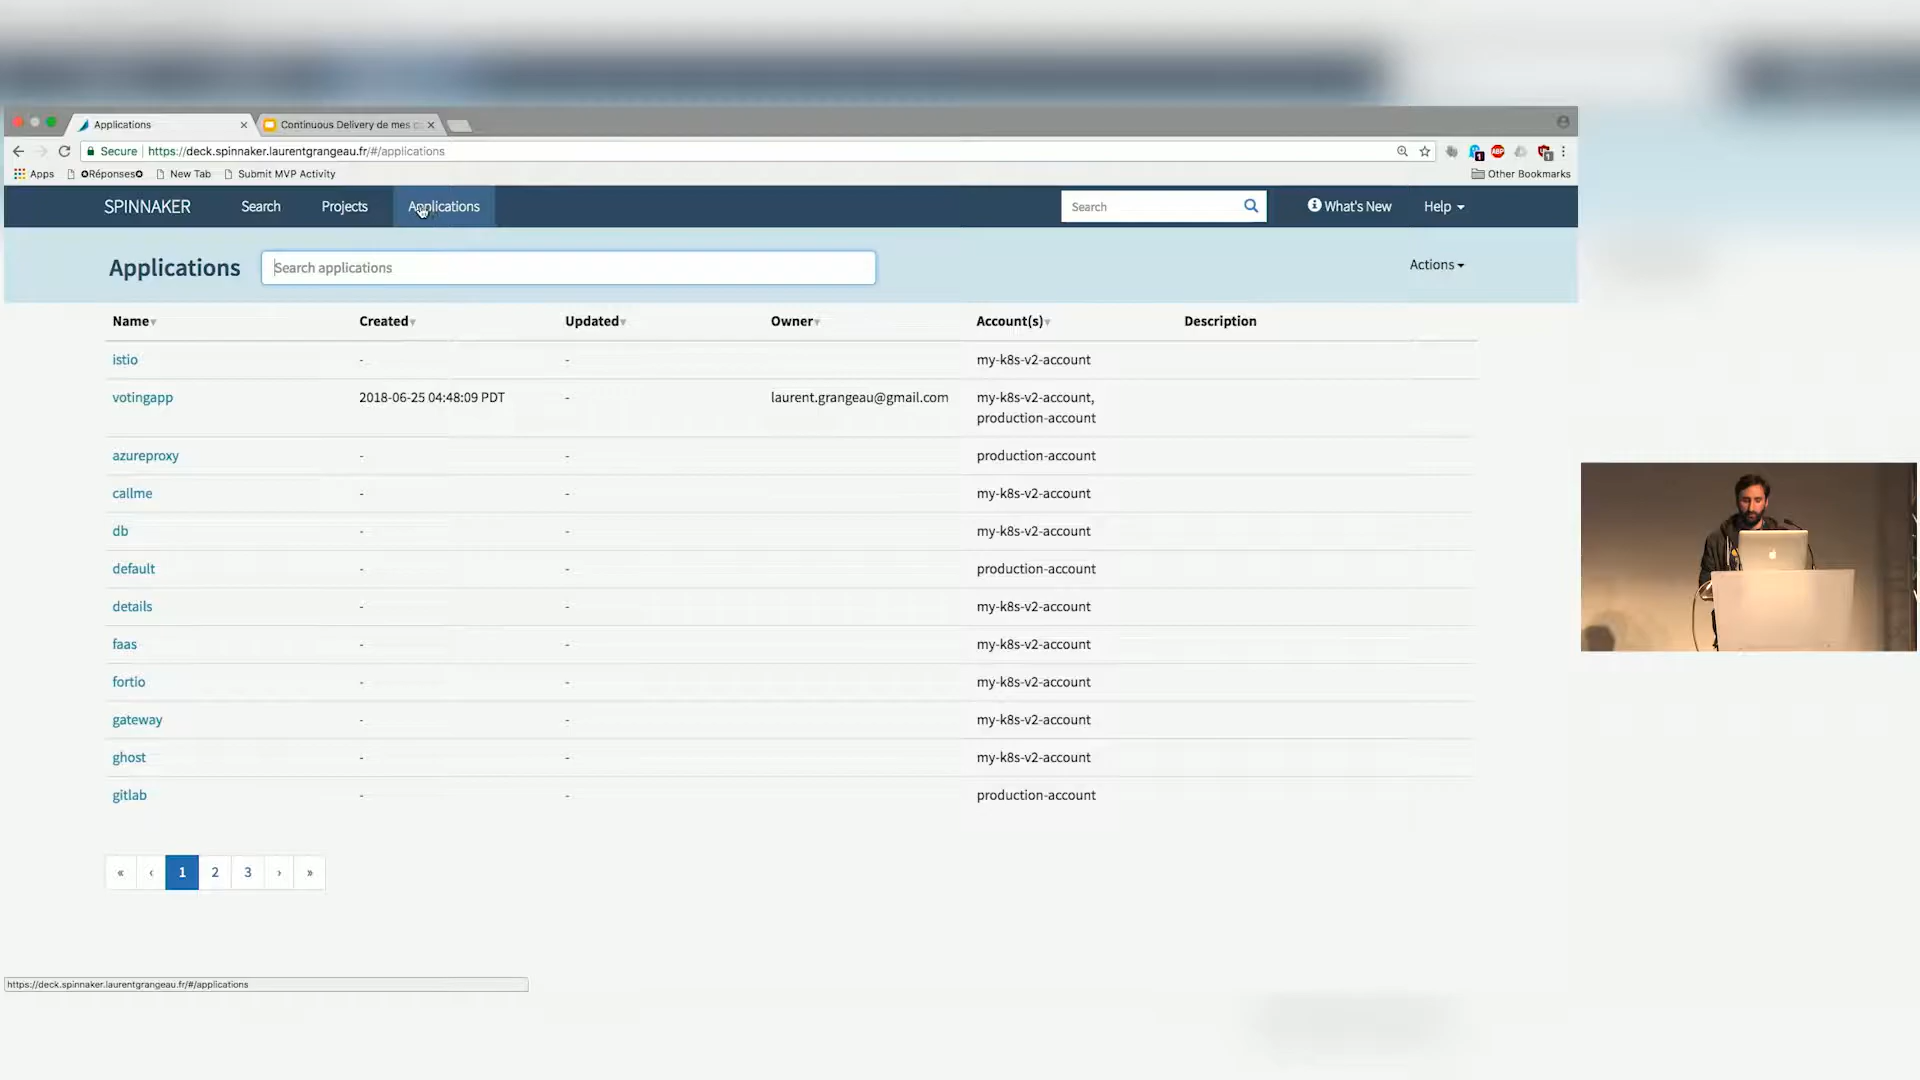 Applications
Continuous Delivery de mes
Secure https://deck.spinnaker.laurentgrangeau.fr/#/applications
Apps ✪Réponses✪ New Tab Submit MVP Activity Other Bookmarks
SPINNAKER Search Projects Applications Search What's New Help
Applications Search applications Actions
Name Created Updated Owner Account(s) Description
istio - - my-k8s-v2-account
votingapp 2018-06-25 04:48:09 PDT - laurent.grangeau@gmail.com my-k8s-v2-account,
production-account
azureproxy - - production-account
callme - - my-k8s-v2-account
db - - my-k8s-v2-account
default - - production-account
details - - my-k8s-v2-account
faas - - my-k8s-v2-account
fortio - - my-k8s-v2-account
gateway - - my-k8s-v2-account
ghost - - my-k8s-v2-account
gitlab - - production-account
« ‹ 1 2 3 › »
https://deck.spinnaker.laurentgrangeau.fr/#/applications